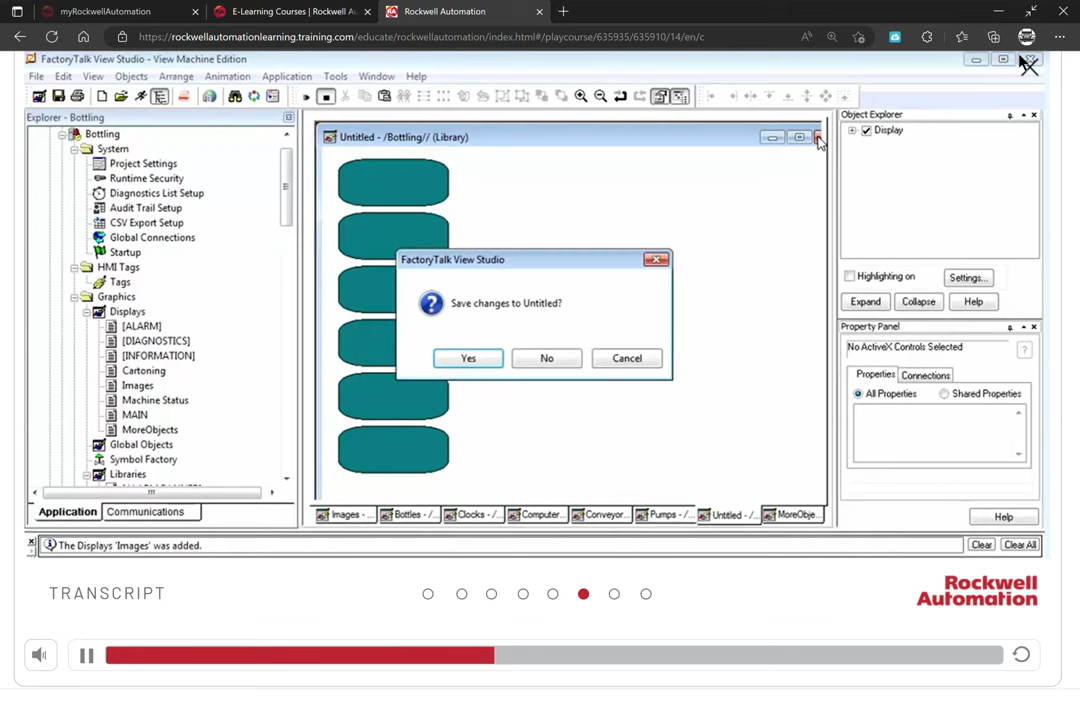 myRockwellAutomation
E-Learning Courses | Rockwell Au
Rockwell Automation
https://rockwellautomationlearning.training.com/educate/rockwellautomation/index.html#/playcourse/635935/635910/14/en/c
FactoryTalk View Studio - View Machine Edition
File Edit View Objects Arrange Animation Application Tools Window Help
Explorer - Bottling
Bottling
System
Project Settings
Runtime Security
Diagnostics List Setup
Audit Trail Setup
CSV Export Setup
Global Connections
Startup
HMI Tags
Tags
Graphics
Displays
[ALARM]
[DIAGNOSTICS]
[INFORMATION]
Cartoning
Images
Machine Status
MAIN
MoreObjects
Global Objects
Symbol Factory
Libraries
Application Communications
Untitled - /Bottling// (Library)
FactoryTalk View Studio
Save changes to Untitled?
Yes No Cancel
Images - ... Bottles - /... Clocks - /... Computer... Conveyor... Pumps - /... Untitled - /... MoreObje...
Object Explorer
Display
Highlighting on Settings...
Expand Collapse Help
Property Panel
No ActiveX Controls Selected
?
Properties Connections
All Properties Shared Properties
Help
The Displays 'Images' was added.
Clear Clear All
TRANSCRIPT
Rockwell
Automation